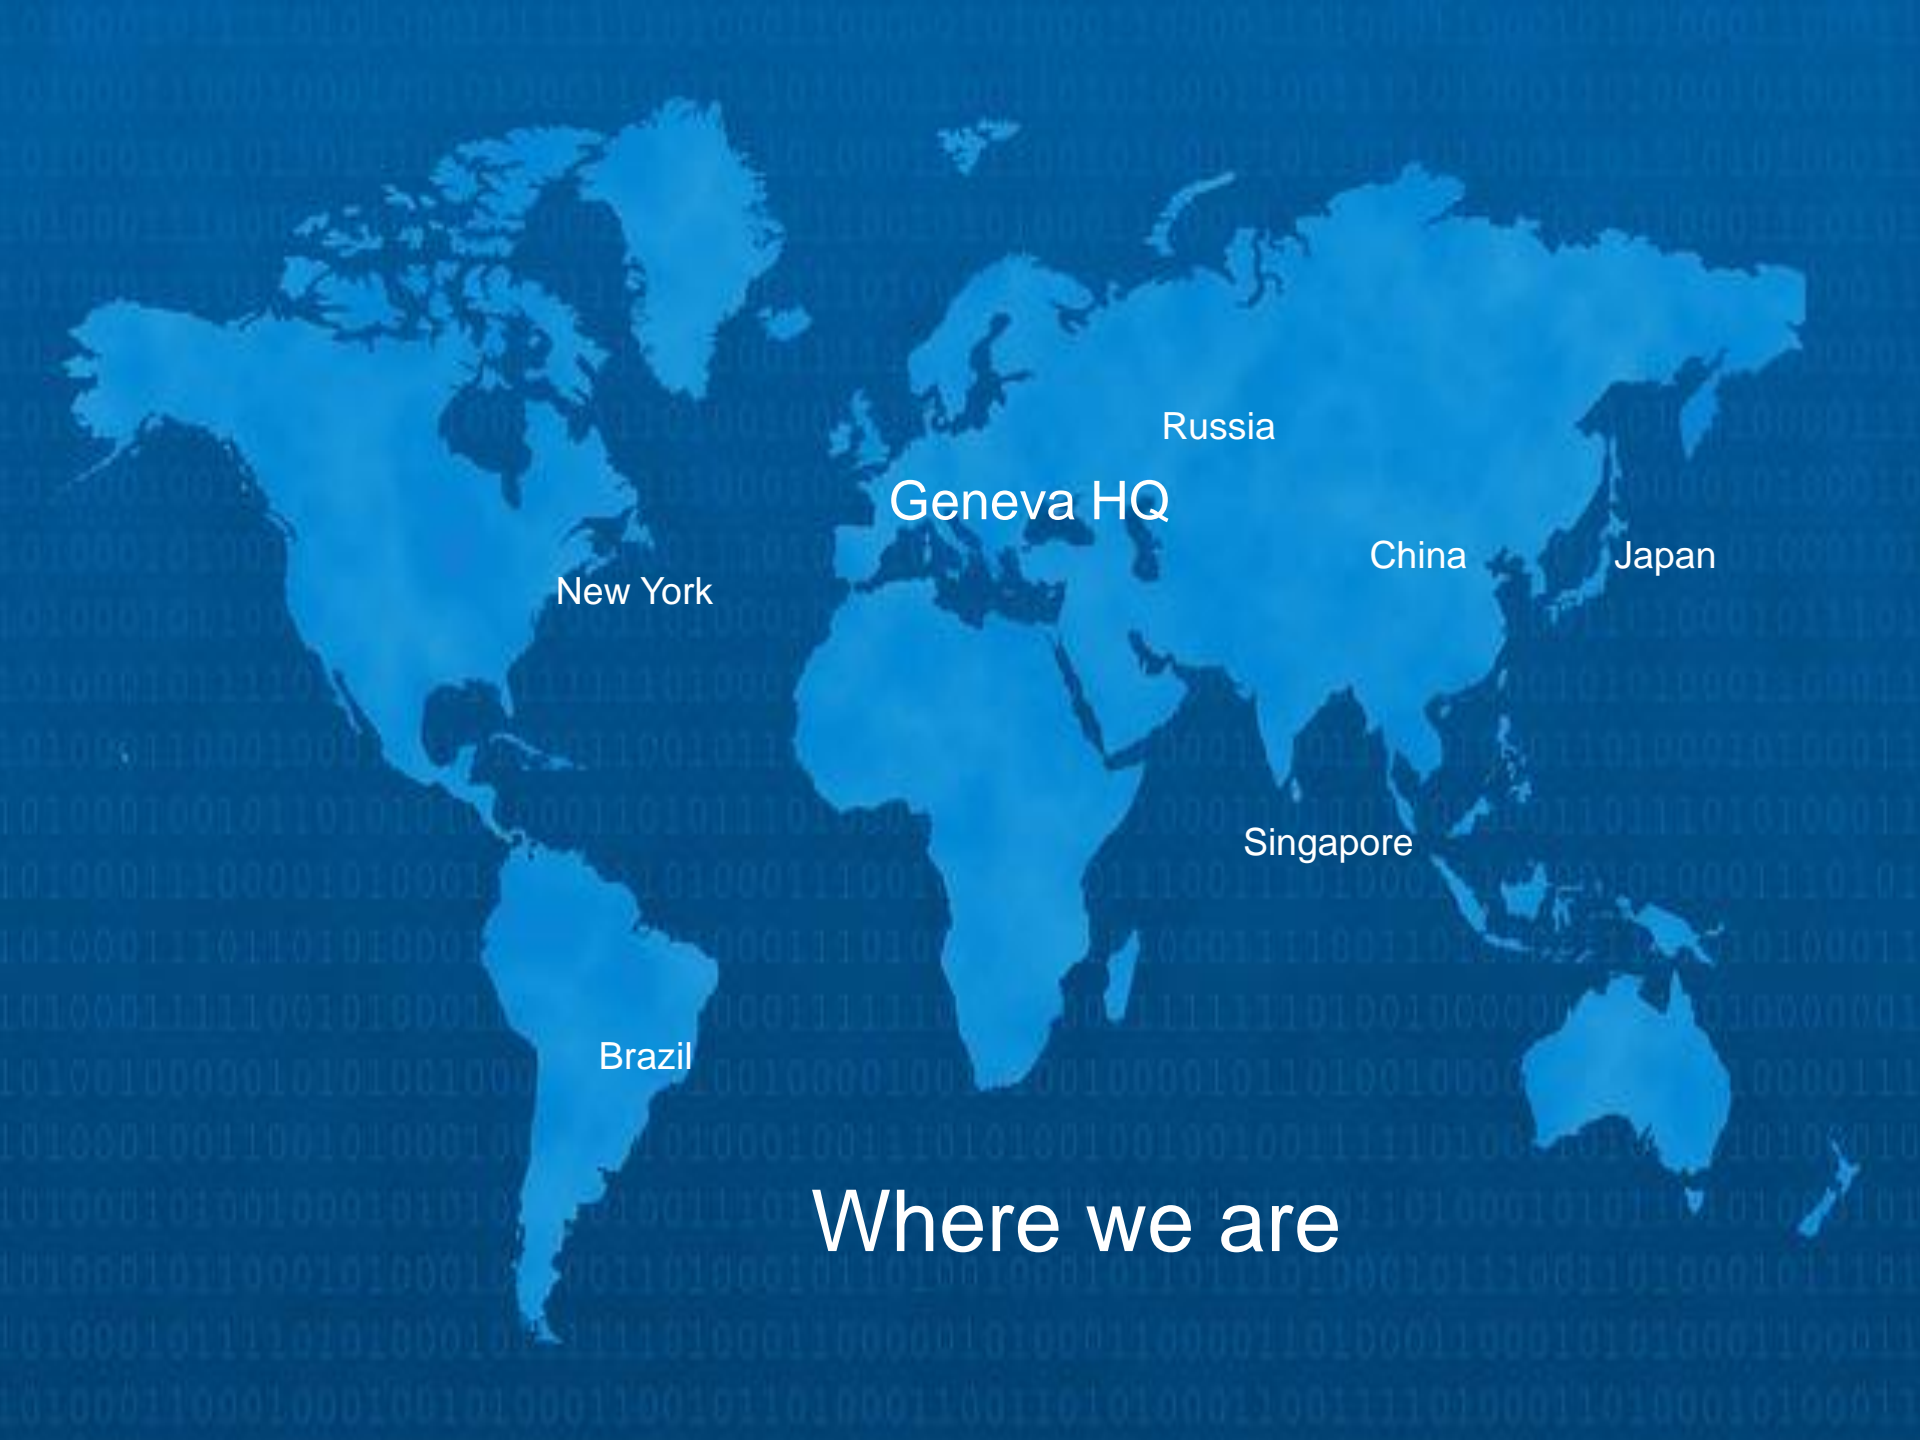 Russia
Geneva HQ
China
Japan
New York
Singapore
Brazil
Where we are